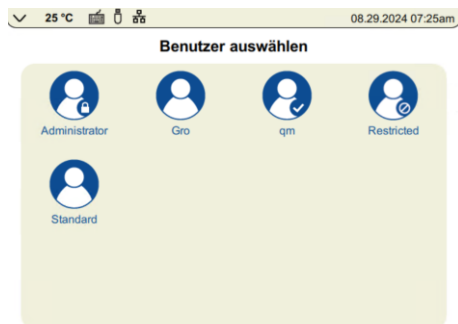 25 °C 08.29.2024 07:25am
Benutzer auswählen
Administrator Gro qm Restricted
Standard